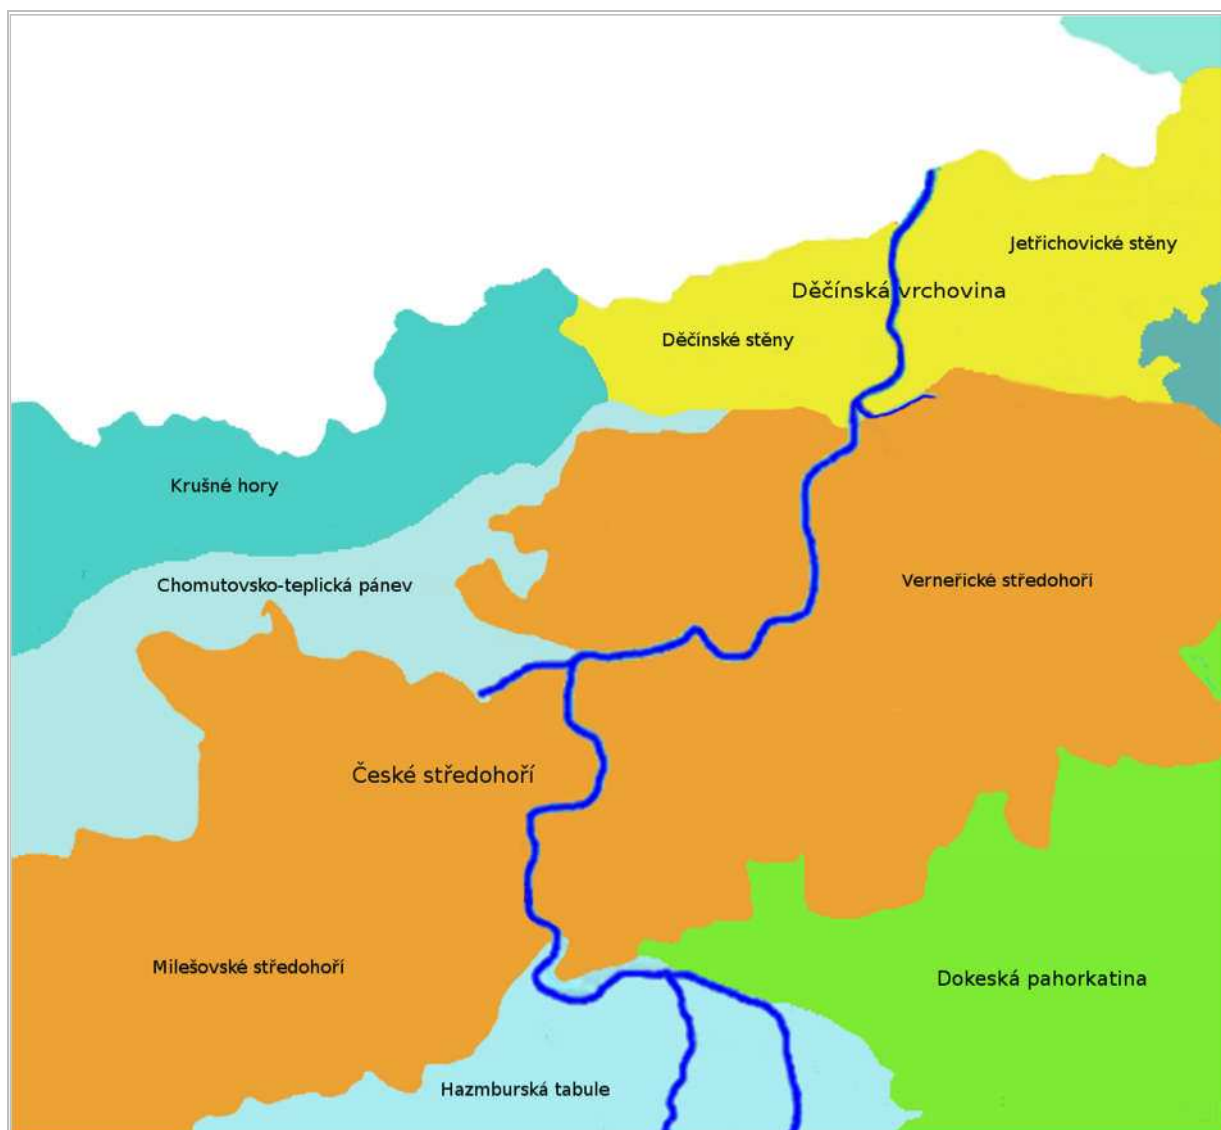 Jetřichovické stěny
Děčínská vrchovina
Děčínské stěny
Krušné hory
Chomutovsko-teplická pánev
Verneřické středohoří
České středohoří
Milešovské středohoří
Dokeská pahorkatina
Hazmburská tabule